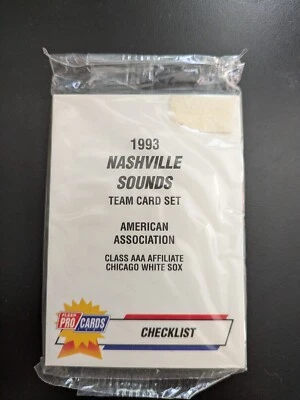 1993
NASHVILLE
SOUNDS
TEAM CARD SET
AMERICAN
ASSOCIATION
CLASS AAA AFFILIATE
CHICAGO WHITE SOX
FLEER
PRO CARDS
CHECKLIST